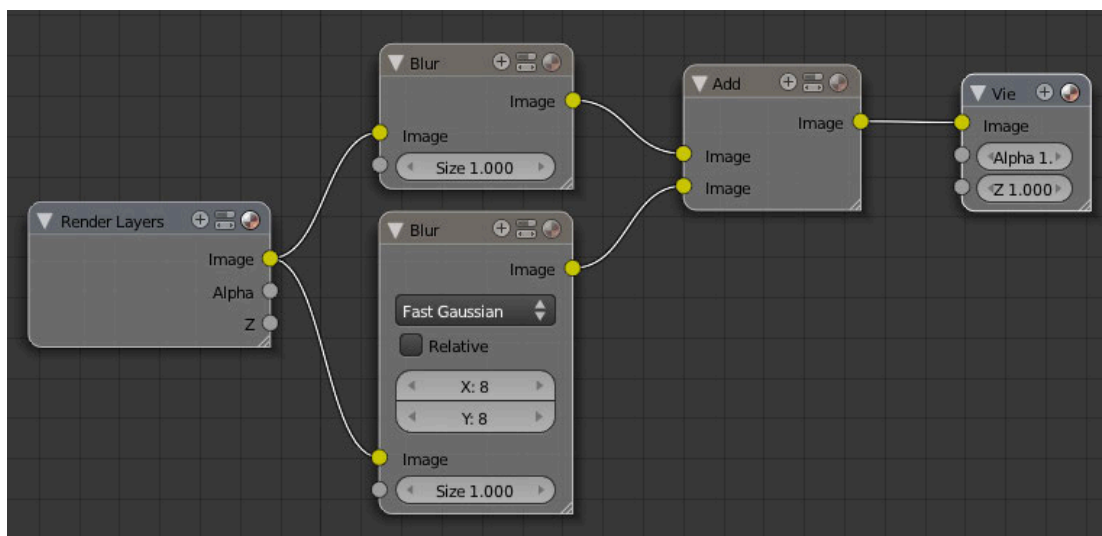 Render Layers
Image
Alpha
Z
Blur
Image
Image
Size 1.000
Blur
Image
Fast Gaussian
Relative
X: 8
Y: 8
Image
Size 1.000
Add
Image
Image
Image
Vie
Image
Alpha 1.
Z 1.000